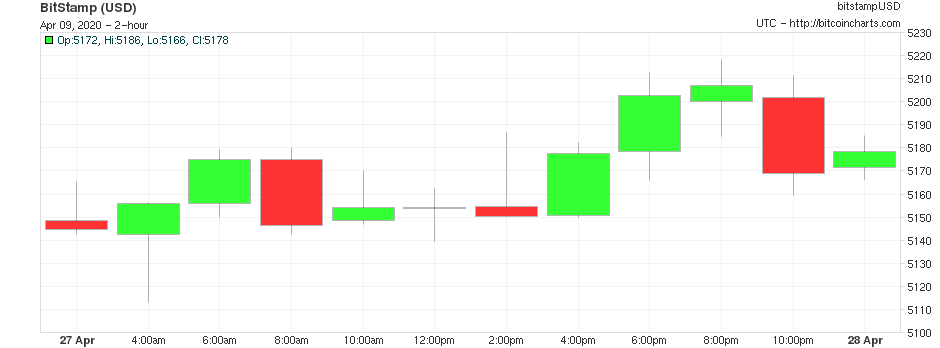 BitStamp (USD)
bitstampUSD
Apr 09, 2020 - 2-hour
UTC - http://bitcoincharts.com
Op:5172, Hi:5186, Lo:5166, Cl:5178
5230
5220
5210
5200
5190
5180
5170
5160
5150
5140
5130
5120
5110
5100
27 Apr 4:00am 6:00am 8:00am 10:00am 12:00pm 2:00pm 4:00pm 6:00pm 8:00pm 10:00pm 28 Apr